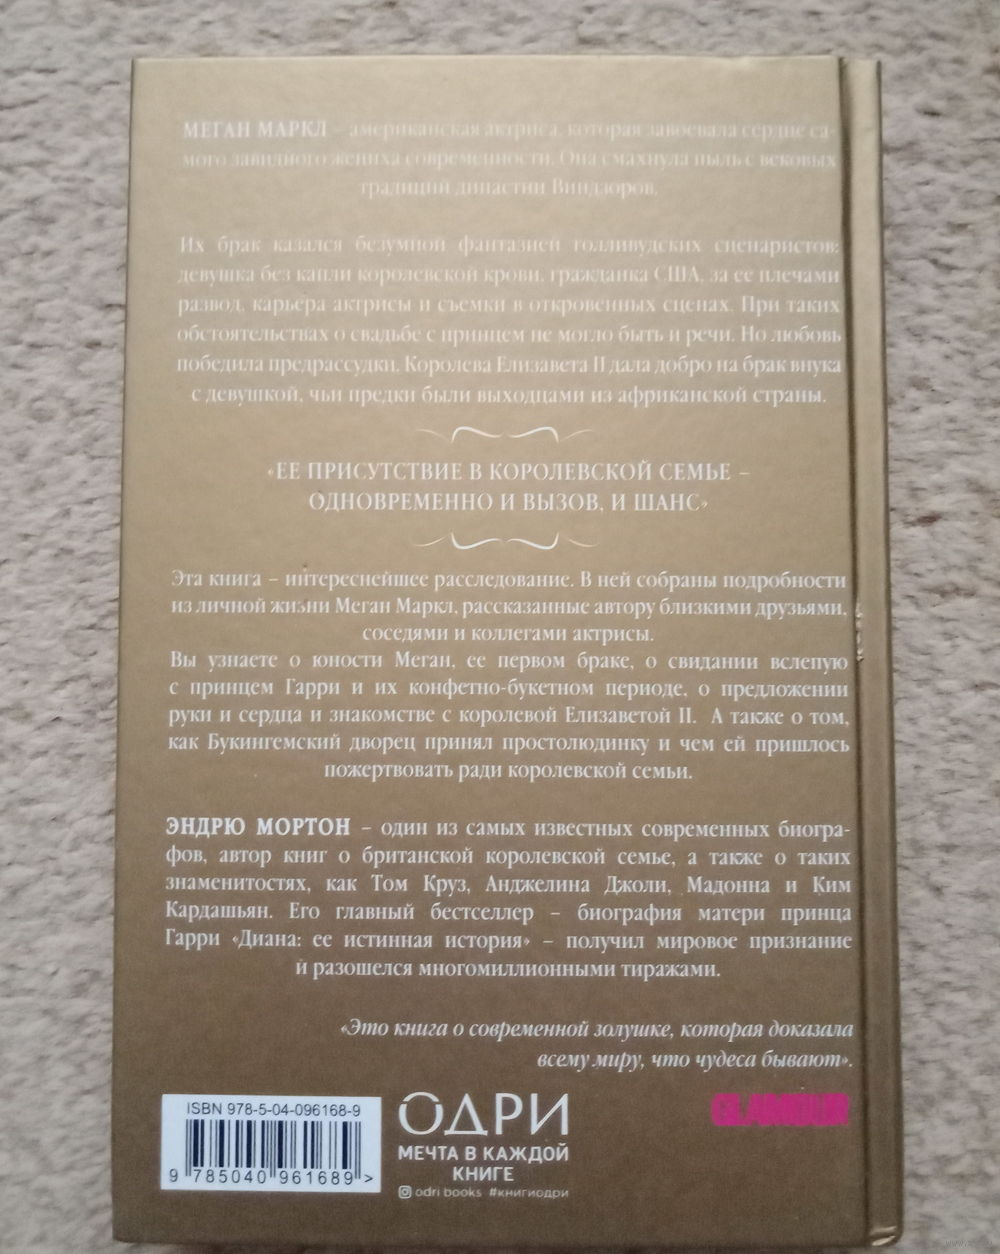 МЕГАН МАРКЛ – американская актриса, которая завоевала сердце са-
мого завидного жениха современности. Она смахнула пыль с вековых
традиций династии Виндзоров.
Их брак казался безумной фантазией голливудских сценаристов:
девушка без капли королевской крови, гражданка США, за ее плечами
развод, карьера актрисы и съемки в откровенных сценах. При таких
обстоятельствах о свадьбе с принцем не могло быть и речи. Но любовь
победила предрассудки. Королева Елизавета II дала добро на брак внука
с девушкой, чьи предки были выходцами из африканской страны.
«ЕЕ ПРИСУТСТВИЕ В КОРОЛЕВСКОЙ СЕМЬЕ –
ОДНОВРЕМЕННО И ВЫЗОВ, И ШАНС»
Эта книга – интереснейшее расследование. В ней собраны подробности
из личной жизни Меган Маркл, рассказанные автору близкими друзьями,
соседями и коллегами актрисы.
Вы узнаете о юности Меган, ее первом браке, о свидании вслепую
с принцем Гарри и их конфетно-букетном периоде, о предложении
руки и сердца и знакомстве с королевой Елизаветой II. А также о том,
как Букингемский дворец принял простолюдинку и чем ей пришлось
пожертвовать ради королевской семьи.
ЭНДРЮ МОРТОН – один из самых известных современных биогра-
фов, автор книг о британской королевской семье, а также о таких
знаменитостях, как Том Круз, Анджелина Джоли, Мадонна и Ким
Кардашьян. Его главный бестселлер – биография матери принца
Гарри «Диана: ее истинная история» – получил мировое признание
и разошелся многомиллионными тиражами.
«Это книга о современной золушке, которая доказала
всему миру, что чудеса бывают».
GLAMOUR
ISBN 978-5-04-096168-9
9 785040 961689 >
ОДРИ
МЕЧТА В КАЖДОЙ
КНИГЕ
odri books #книгиодри